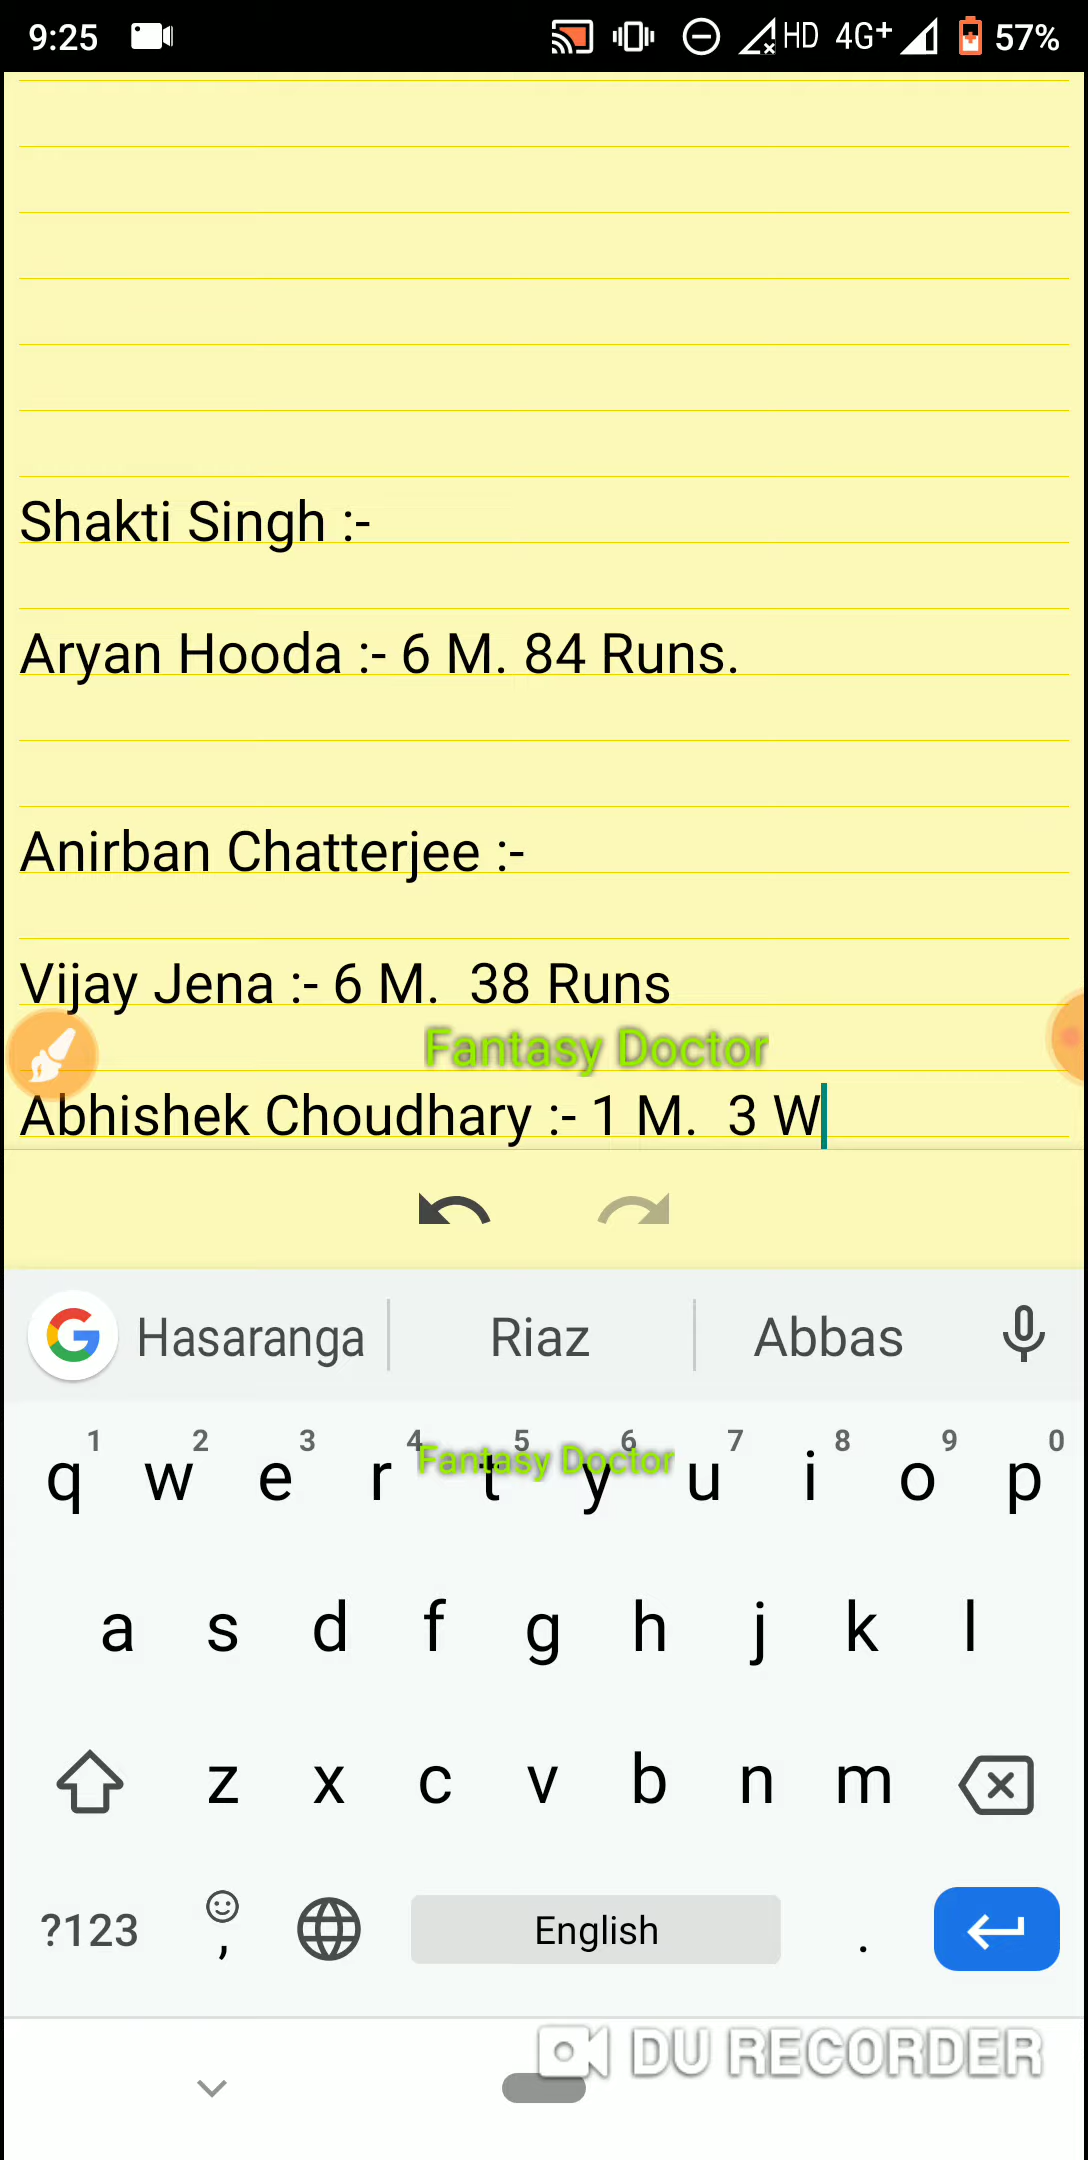 9:25 HD 4G+ 57%
Shakti Singh :-
Aryan Hooda :- 6 M. 84 Runs.
Anirban Chatterjee :-
Vijay Jena :- 6 M.  38 Runs
Fantasy Doctor
Abhishek Choudhary :- 1 M.  3 W
G Hasaranga Riaz Abbas
1 2 3 4 5 6 7 8 9 0
q w e r t y u i o p
Fantasy Doctor
a s d f g h j k l
z x c v b n m
?123 , English .
DU RECORDER